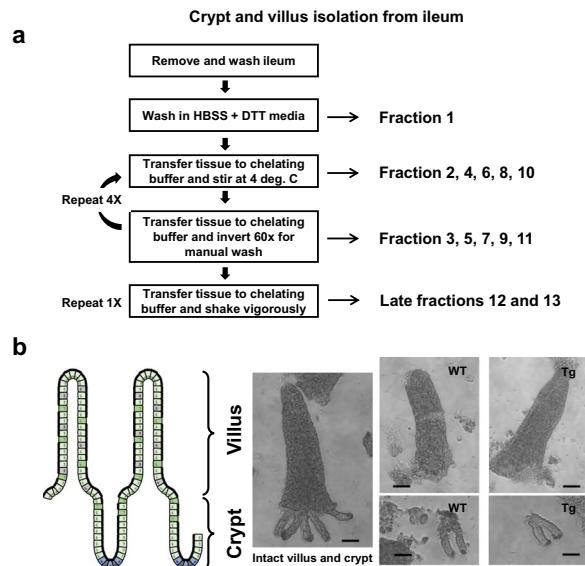 Crypt and villus isolation from ileum
a
Remove and wash ileum
Wash in HBSS + DTT media
Fraction 1
Transfer tissue to chelating
buffer and stir at 4 deg. C
Fraction 2, 4, 6, 8, 10
Repeat 4X
Transfer tissue to chelating
buffer and invert 60x for
manual wash
Fraction 3, 5, 7, 9, 11
Repeat 1X
Transfer tissue to chelating
buffer and shake vigorously
Late fractions 12 and 13
b
Villus
Crypt
Intact villus and crypt
WT
Tg
WT
Tg